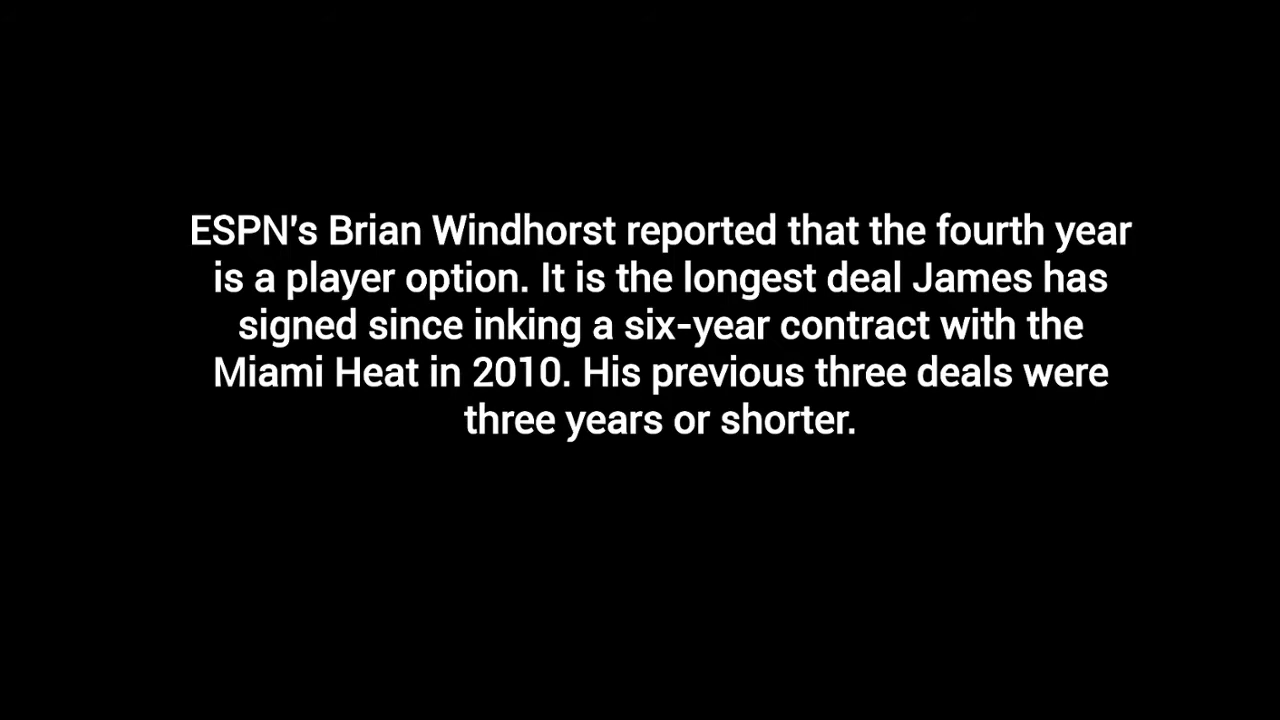 ESPN's Brian Windhorst reported that the fourth year
is a player option. It is the longest deal James has
signed since inking a six-year contract with the
Miami Heat in 2010. His previous three deals were
three years or shorter.